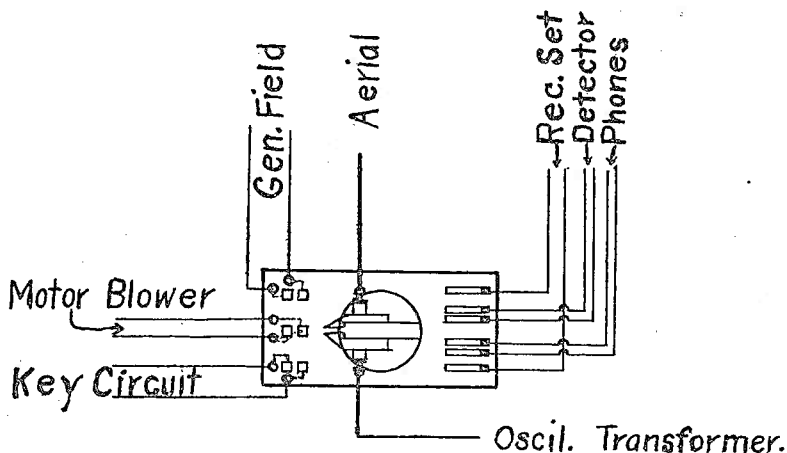 Gen. Field
Aerial
Rec. Set
Detector
Phones
Motor Blower
Key Circuit
Oscil. Transformer.